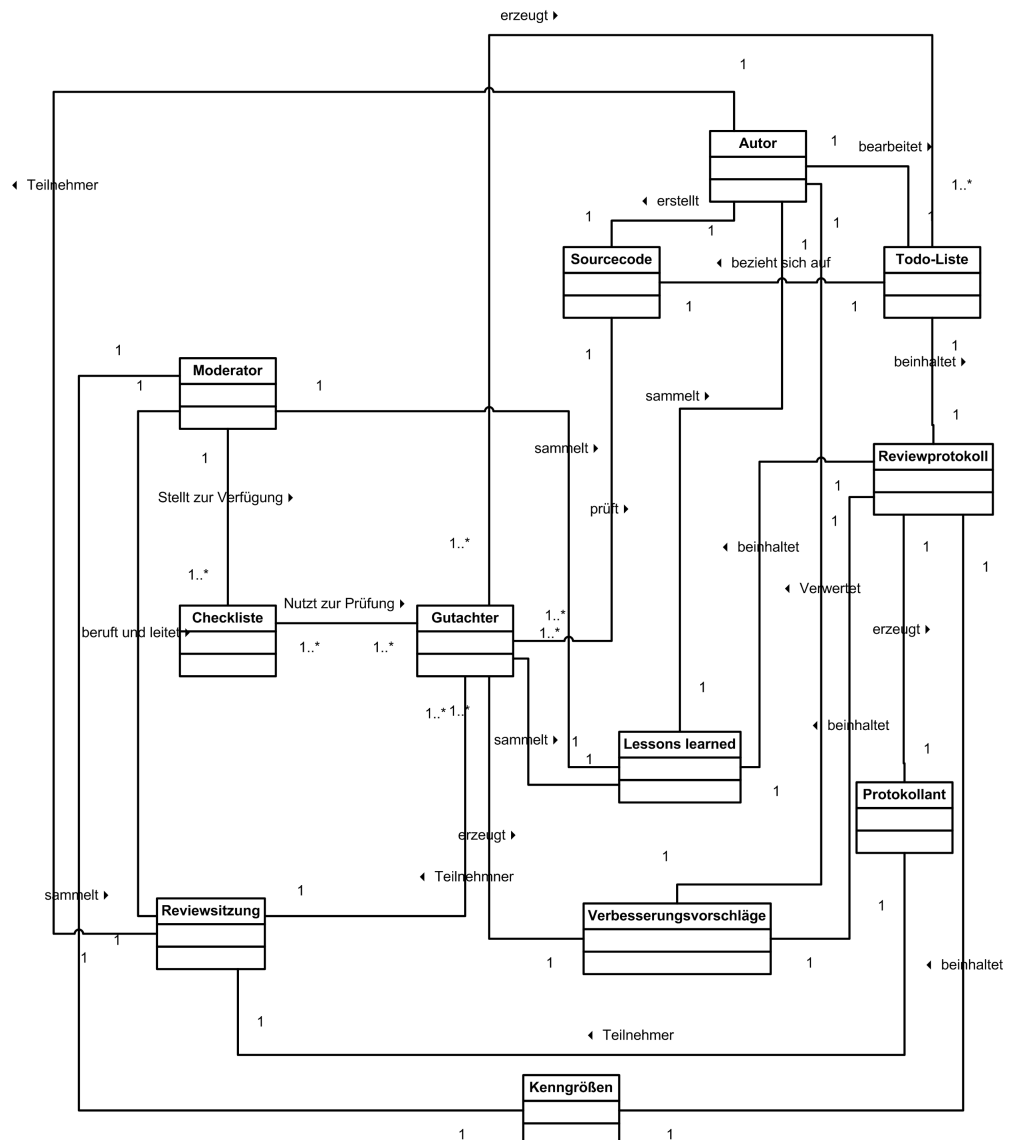 erzeugt ▸
1
Autor
1
bearbeitet ▸
◂ Teilnehmer
1..*
◂ erstellt
1
1
1
1
1
Sourcecode
◂ bezieht sich auf
Todo-Liste
1
1
1
1
1
beinhaltet ▸
Moderator
1
1
sammelt ▸
1
Reviewprotokoll
sammelt ▸
1
Stellt zur Verfügung ▸
1
prüft ▸
1
1..*
◂ beinhaltet
1
1
1..*
◂ Verwertet
Nutzt zur Prüfung ▸
Checkliste
Gutachter
1..*
beruft und leitet ▸
1..*
erzeugt ▸
1..*
1..*
1
1..*
1..*
◂ beinhaltet
sammelt ▸
1
Lessons learned
1
1
1
Protokollant
erzeugt ▸
1
◂ Teilnehmner
sammelt ▸
1
1
Reviewsitzung
Verbesserungsvorschläge
1
1
1
1
◂ beinhaltet
1
◂ Teilnehmer
Kenngrößen
1
1